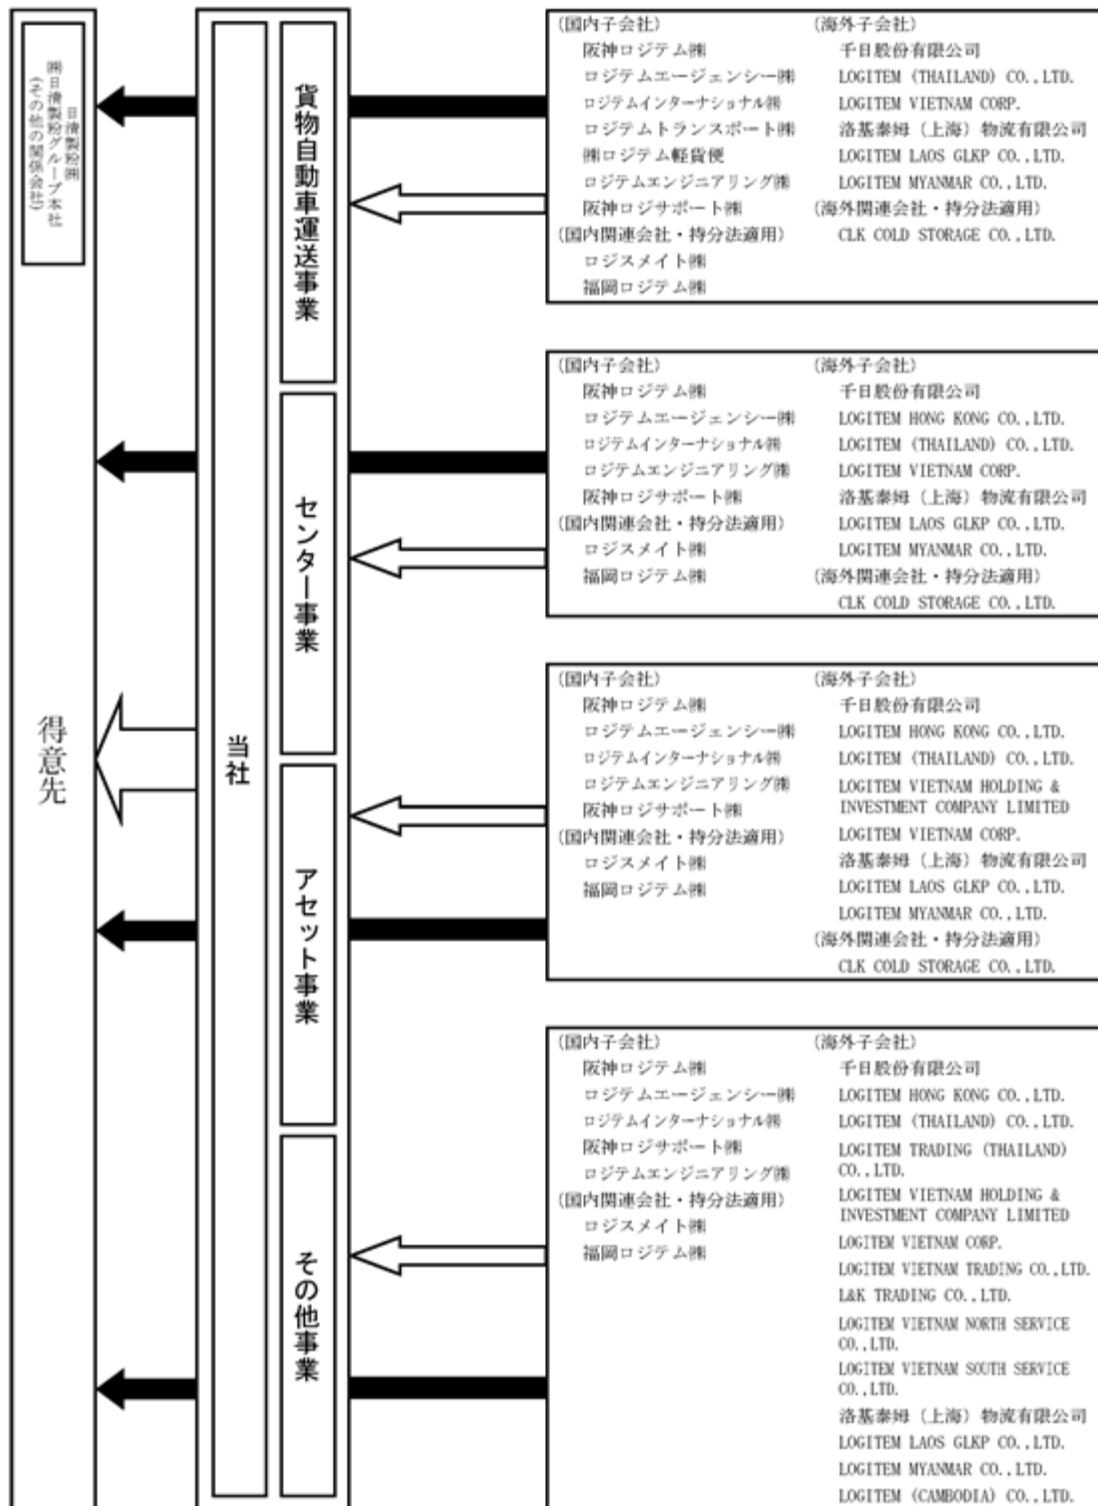 日清製粉㈱
㈱日清製粉グループ本社
(その他の関係会社)
得意先
当社
貨物自動車運送事業
センター事業
アセット事業
その他事業
(国内子会社)
阪神ロジテム㈱
ロジテムエージェンシー㈱
ロジテムインターナショナル㈱
ロジテムトランスポート㈱
㈱ロジテム軽貨便
ロジテムエンジニアリング㈱
阪神ロジサポート㈱
(国内関連会社・持分法適用)
ロジスメイト㈱
福岡ロジテム㈱
(海外子会社)
千日股份有限公司
LOGITEM (THAILAND) CO.,LTD.
LOGITEM VIETNAM CORP.
洛基泰姆（上海）物流有限公司
LOGITEM LAOS GLKP CO.,LTD.
LOGITEM MYANMAR CO.,LTD.
(海外関連会社・持分法適用)
CLK COLD STORAGE CO.,LTD.
(国内子会社)
阪神ロジテム㈱
ロジテムエージェンシー㈱
ロジテムインターナショナル㈱
ロジテムエンジニアリング㈱
阪神ロジサポート㈱
(国内関連会社・持分法適用)
ロジスメイト㈱
福岡ロジテム㈱
(海外子会社)
千日股份有限公司
LOGITEM HONG KONG CO.,LTD.
LOGITEM (THAILAND) CO.,LTD.
LOGITEM VIETNAM CORP.
洛基泰姆（上海）物流有限公司
LOGITEM LAOS GLKP CO.,LTD.
LOGITEM MYANMAR CO.,LTD.
(海外関連会社・持分法適用)
CLK COLD STORAGE CO.,LTD.
(国内子会社)
阪神ロジテム㈱
ロジテムエージェンシー㈱
ロジテムインターナショナル㈱
ロジテムエンジニアリング㈱
阪神ロジサポート㈱
(国内関連会社・持分法適用)
ロジスメイト㈱
福岡ロジテム㈱
(海外子会社)
千日股份有限公司
LOGITEM HONG KONG CO.,LTD.
LOGITEM (THAILAND) CO.,LTD.
LOGITEM VIETNAM HOLDING &
INVESTMENT COMPANY LIMITED
LOGITEM VIETNAM CORP.
洛基泰姆（上海）物流有限公司
LOGITEM LAOS GLKP CO.,LTD.
LOGITEM MYANMAR CO.,LTD.
(海外関連会社・持分法適用)
CLK COLD STORAGE CO.,LTD.
(国内子会社)
阪神ロジテム㈱
ロジテムエージェンシー㈱
ロジテムインターナショナル㈱
阪神ロジサポート㈱
ロジテムエンジニアリング㈱
(国内関連会社・持分法適用)
ロジスメイト㈱
福岡ロジテム㈱
(海外子会社)
千日股份有限公司
LOGITEM HONG KONG CO.,LTD.
LOGITEM (THAILAND) CO.,LTD.
LOGITEM TRADING (THAILAND)
CO.,LTD.
LOGITEM VIETNAM HOLDING &
INVESTMENT COMPANY LIMITED
LOGITEM VIETNAM CORP.
LOGITEM VIETNAM TRADING CO.,LTD.
L&K TRADING CO.,LTD.
LOGITEM VIETNAM NORTH SERVICE
CO.,LTD.
LOGITEM VIETNAM SOUTH SERVICE
CO.,LTD.
洛基泰姆（上海）物流有限公司
LOGITEM LAOS GLKP CO.,LTD.
LOGITEM MYANMAR CO.,LTD.
LOGITEM (CAMBODIA) CO.,LTD.